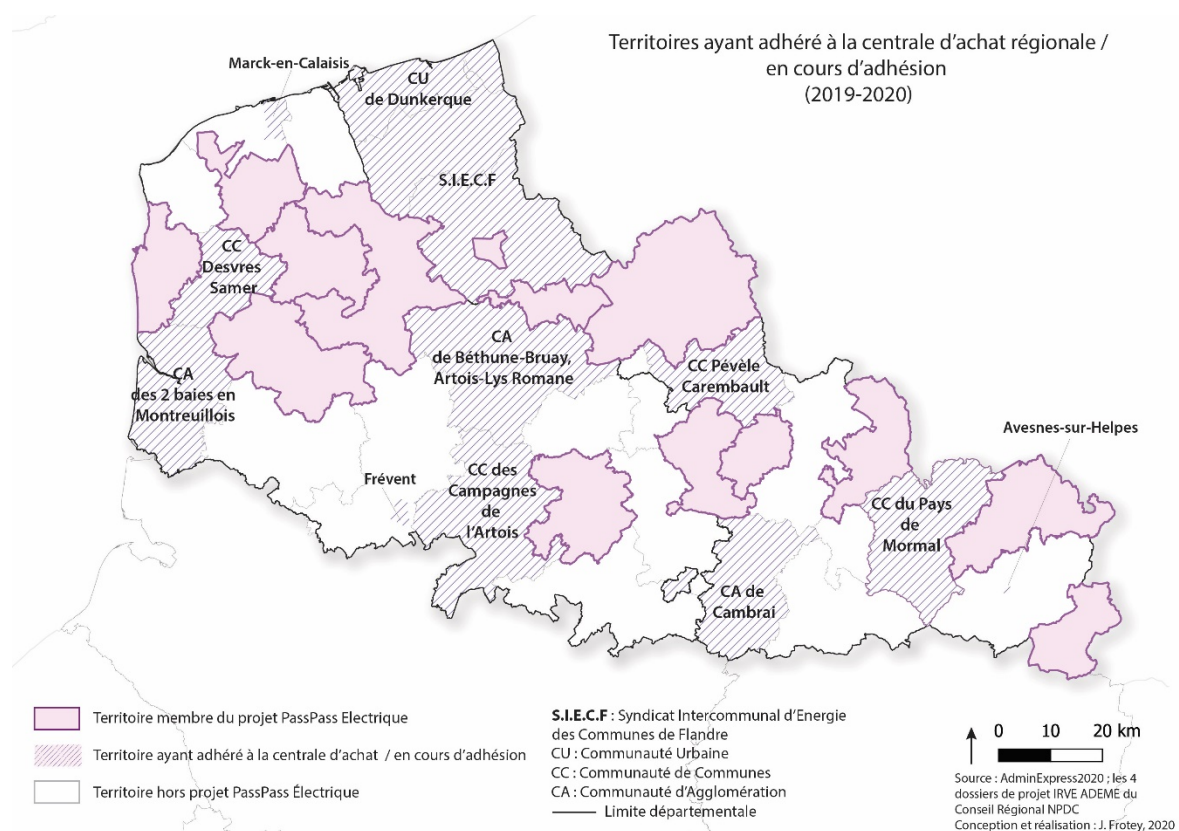 Territoires ayant adhéré à la centrale d'achat régionale /
en cours d'adhésion
(2019-2020)
Marck-en-Calaisis
CU
de Dunkerque
S.I.E.C.F
CC
Desvres
Samer
CA
de Béthune-Bruay,
Artois-Lys Romane
CC Pévèle
Carembault
CA
des 2 baies en
Montreuillois
Avesnes-sur-Helpes
Frévent
CC des
Campagnes
de
l'Artois
CC du Pays
de
Mormal
CA de
Cambrai
Territoire membre du projet PassPass Electrique
Territoire ayant adhéré à la centrale d'achat / en cours d'adhésion
Territoire hors projet PassPass Électrique
S.I.E.C.F : Syndicat Intercommunal d'Energie
des Communes de Flandre
CU : Communauté Urbaine
CC : Communauté de Communes
CA : Communauté d'Agglomération
Limite départementale
0 10 20 km
Source : AdminExpress2020 ; les 4
dossiers de projet IRVE ADEME du
Conseil Régional NPDC
Conception et réalisation : J. Frotey, 2020